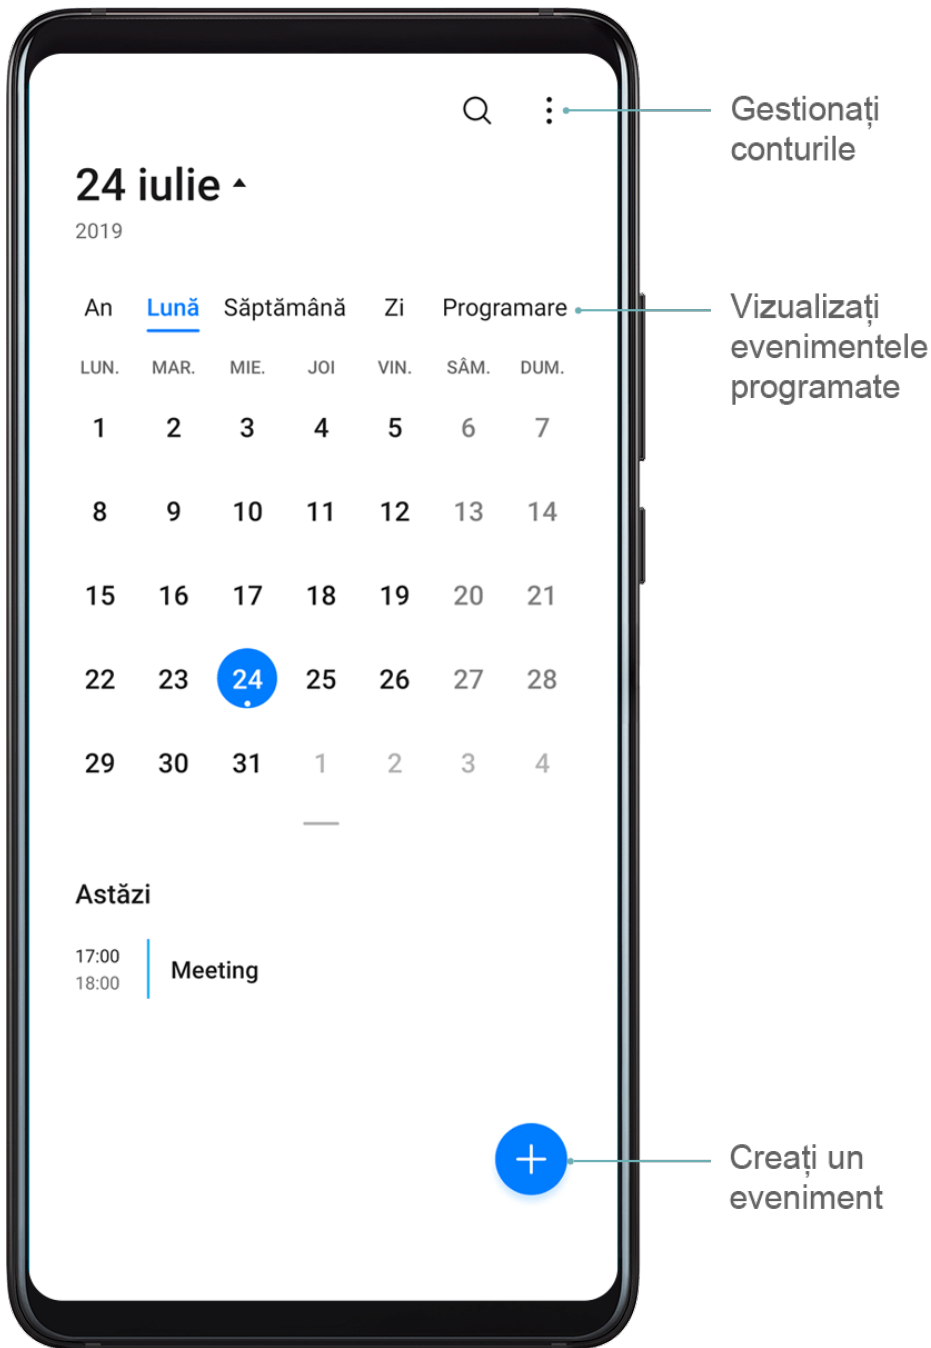 Gestionați
conturile
24 iulie
2019
An Lună Săptămână Zi Programare
Vizualizați
evenimentele
programate
LUN. MAR. MIE. JOI VIN. SÂM. DUM.
1 2 3 4 5 6 7
8 9 10 11 12 13 14
15 16 17 18 19 20 21
22 23 24 25 26 27 28
29 30 31 1 2 3 4
Astăzi
17:00
18:00
Meeting
Creați un
eveniment